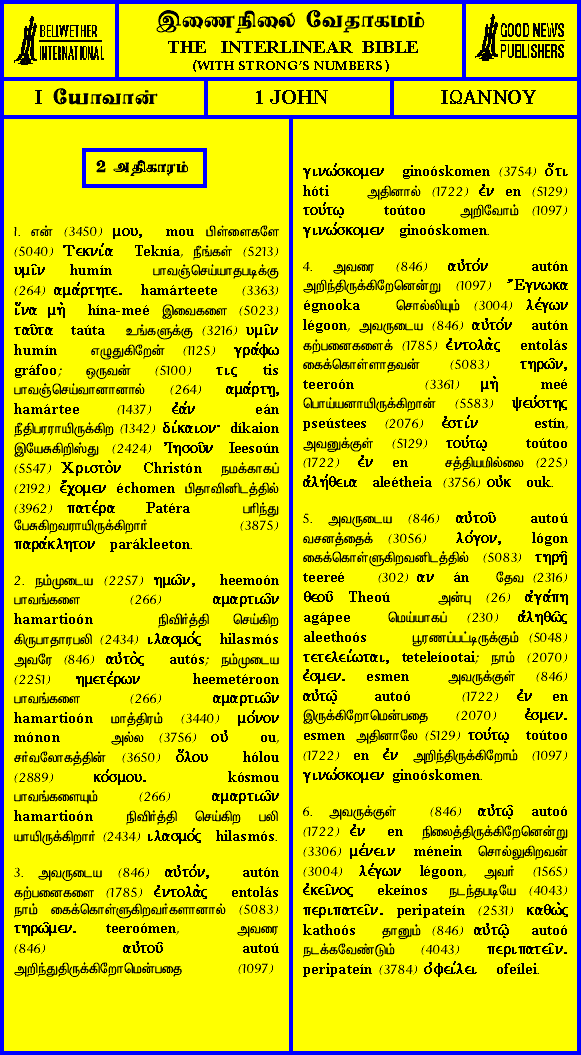 BELLWETHER
INTERNATIONAL
இணைநிலை வேதாகமம்
THE INTERLINEAR BIBLE
(WITH STRONG'S NUMBERS)
GOOD NEWS
PUBLISHERS
I யோவான்
1 JOHN
ΙΩΑΝΝΟΥ
2 அதிகாரம்
1. என் (3450) μου, mou பிள்ளைகளே
(5040) Τεκνία Teknía, நீங்கள் (5213)
υμῖν humín பாவஞ்செய்யாதபடிக்கு
(264) αμάρτητε. hamárteete (3363)
ἵνα μὴ hína-meé இவைகளை (5023)
ταῦτα taúta உங்களுக்கு (3216) υμῖν
humín எழுதுகிறேன் (1125) γράφω
gráfoo; ஒருவன் (5100) τις tis
பாவஞ்செய்வானானால் (264) αμάρτῃ,
hamártee (1437) ἐάν eán
நீதிபரராயிருக்கிற (1342) δίκαιον· díkaion
இயேசுகிறிஸ்து (2424) Ἰησοῦν Ieesoún
(5547) Χριστὸν Christón நமக்காகப்
(2192) ἔχομεν échomen பிதாவினிடத்தில்
(3962) πατέρα Patéra பரிந்து
பேசுகிறவராயிருக்கிறார் (3875)
παράκλητον parákleeton.
2. நம்முடைய (2257) ημῶν, heemoón
பாவங்களை (266) αμαρτιῶν
hamartioón நிவிர்த்தி செய்கிற
கிருபாதாரபலி (2434) ιλασμός hilasmós
அவரே (846) αὐτὸς autós; நம்முடைய
(2251) ημετέρων heemetéroon
பாவங்களை (266) αμαρτιῶν
hamartioón மாத்திரம் (3440) μόνον
mónon அல்ல (3756) οὐ ou,
சர்வலோகத்தின் (3650) ὅλου hólou
(2889) κόσμου. kósmou
பாவங்களையும் (266) αμαρτιῶν
hamartioón நிவிர்த்தி செய்கிற பலி
யாயிருக்கிறார் (2434) ιλασμός hilasmós.
3. அவருடைய (846) αὐτόν, autón
கற்பனைகளை (1785) ἐντολὰς entolás
நாம் கைக்கொள்ளுகிறவர்களானால் (5083)
τηρῶμεν. teeroómen, அவரை
(846) αὐτοῦ autoú
அறிந்துதிருக்கிறோமென்பதை (1097)
γινώσκομεν ginoóskomen (3754) ὅτι
hóti அதினால் (1722) ἐν en (5129)
τούτῳ toútoo அறிவோம் (1097)
γινώσκομεν ginoóskomen.
4. அவரை (846) αὐτόν autón
அறிந்திருக்கிறேனென்று (1097) Ἔγνωκα
égnooka சொல்லியும் (3004) λέγων
légoon, அவருடைய (846) αὐτόν autón
கற்பனைகளைக் (1785) ἐντολὰς entolás
கைக்கொள்ளாதவன் (5083) τηρῶν,
teeroón (3361) μὴ meé
பொய்யனாயிருக்கிறான் (5583) ψεύστης
pseústees (2076) ἐστίν estín,
அவனுக்குள் (5129) τούτῳ toútoo
(1722) ἐν en சத்தியமில்லை (225)
ἀλήθεια aleétheia (3756) οὐκ ouk.
5. அவருடைய (846) αὐτοῦ autoú
வசனத்தைக் (3056) λόγον, lógon
கைக்கொள்ளுகிறவனிடத்தில் (5083) τηρῇ
teereé (302) αν án தேவ (2316)
θεοῦ Theoú அன்பு (26) ἀγάπη
agápee மெய்யாகப் (230) ἀληθῶς
aleethoós பூரணப்பட்டிருக்கும் (5048)
τετελείωται, teteleíootai; நாம் (2070)
ἐσμεν. esmen அவருக்குள் (846)
αὐτῷ autoó (1722) ἐν en
இருக்கிறோமென்பதை (2070) ἐσμεν.
esmen அதினாலே (5129) τούτῳ toútoo
(1722) en ἐν அறிந்திருக்கிறோம் (1097)
γινώσκομεν ginoóskomen.
6. அவருக்குள் (846) αὐτῷ autoó
(1722) ἐν en நிலைத்திருக்கிறேனென்று
(3306) μένειν ménein சொல்லுகிறவன்
(3004) λέγων légoon, அவர் (1565)
ἐκεῖνος ekeínos நடந்தபடியே (4043)
περιπατεῖν. peripateín (2531) καθὼς
kathoós தானும் (846) αὐτῷ autoó
நடக்கவேண்டும் (4043) περιπατεῖν.
peripateín (3784) ὀφείλει ofeílei.